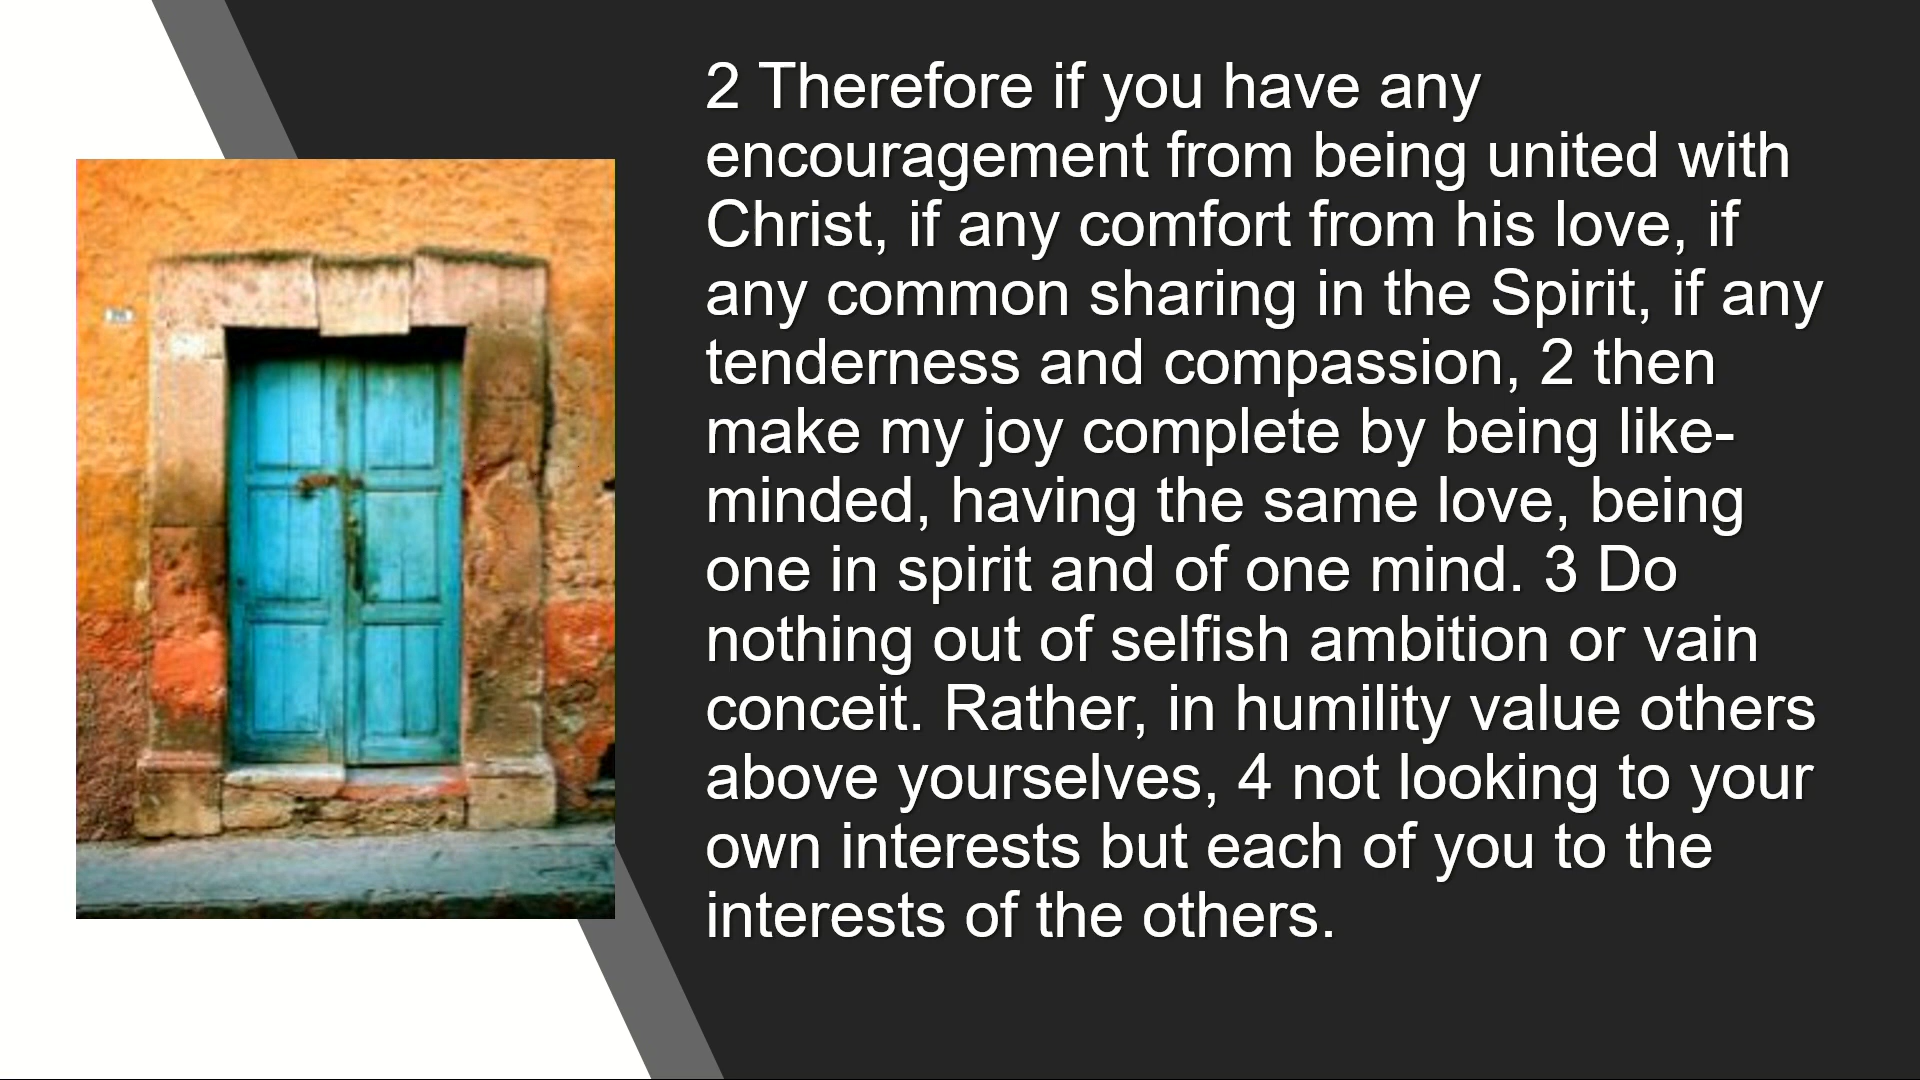 2 Therefore if you have any
encouragement from being united with
Christ, if any comfort from his love, if
any common sharing in the Spirit, if any
tenderness and compassion, 2 then
make my joy complete by being like-
minded, having the same love, being
one in spirit and of one mind. 3 Do
nothing out of selfish ambition or vain
conceit. Rather, in humility value others
above yourselves, 4 not looking to your
own interests but each of you to the
interests of the others.